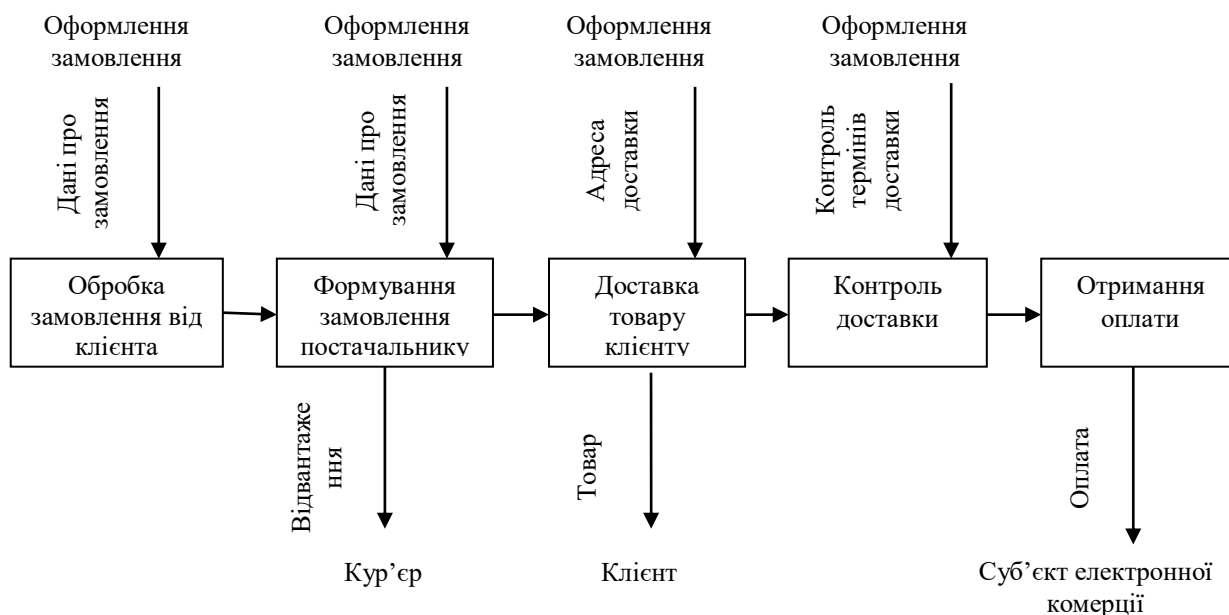 Оформлення
замовлення
Оформлення
замовлення
Оформлення
замовлення
Оформлення
замовлення
Дані про
замовлення
Дані про
замовлення
Адреса
доставки
Контроль
термінів
доставки
Обробка
замовлення від
клієнта
Формування
замовлення
постачальнику
Доставка
товару
клієнту
Контроль
доставки
Отримання
оплати
Відвантаже
ння
Товар
Оплата
Кур’єр
Клієнт
Суб’єкт електронної
комерції